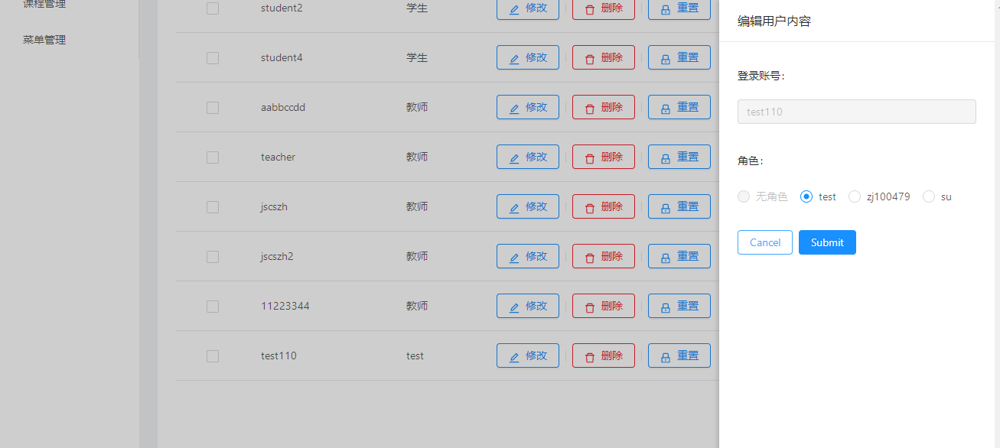 课程管理
菜单管理
student2 学生 修改 删除 重置
student4 学生 修改 删除 重置
aabbccdd 教师 修改 删除 重置
teacher 教师 修改 删除 重置
jscszh 教师 修改 删除 重置
jscszh2 教师 修改 删除 重置
11223344 教师 修改 删除 重置
test110 test 修改 删除 重置
编辑用户内容
登录账号:
test110
角色:
无角色 test zj100479 su
Cancel Submit